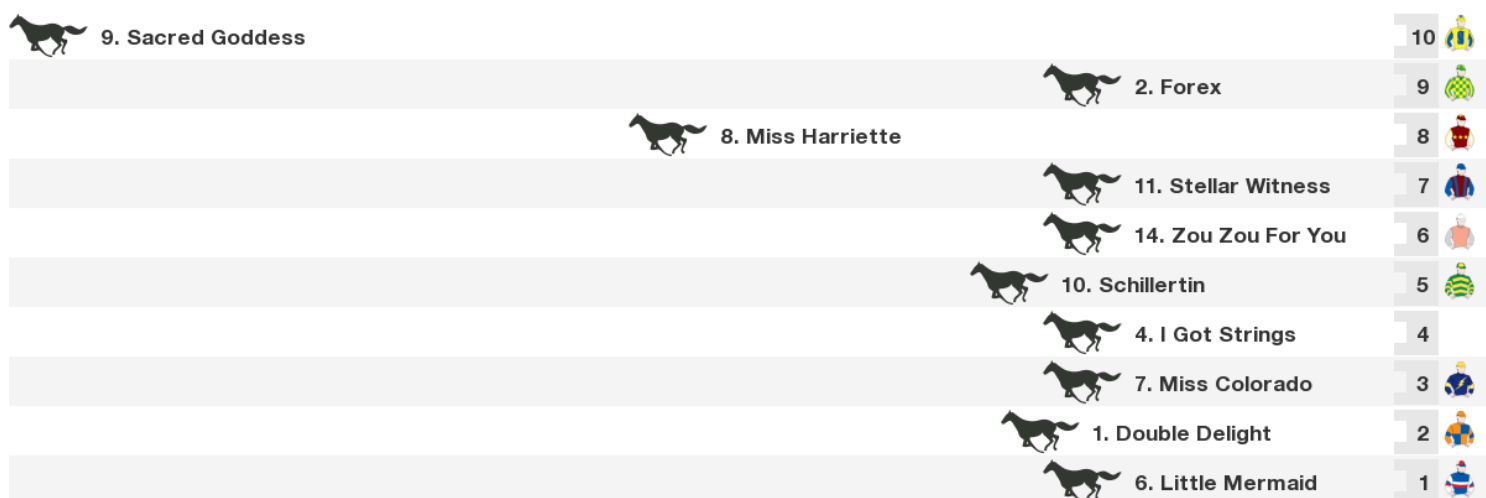 9. Sacred Goddess 10
2. Forex 9
8. Miss Harriette 8
11. Stellar Witness 7
14. Zou Zou For You 6
10. Schillertin 5
4. I Got Strings 4
7. Miss Colorado 3
1. Double Delight 2
6. Little Mermaid 1